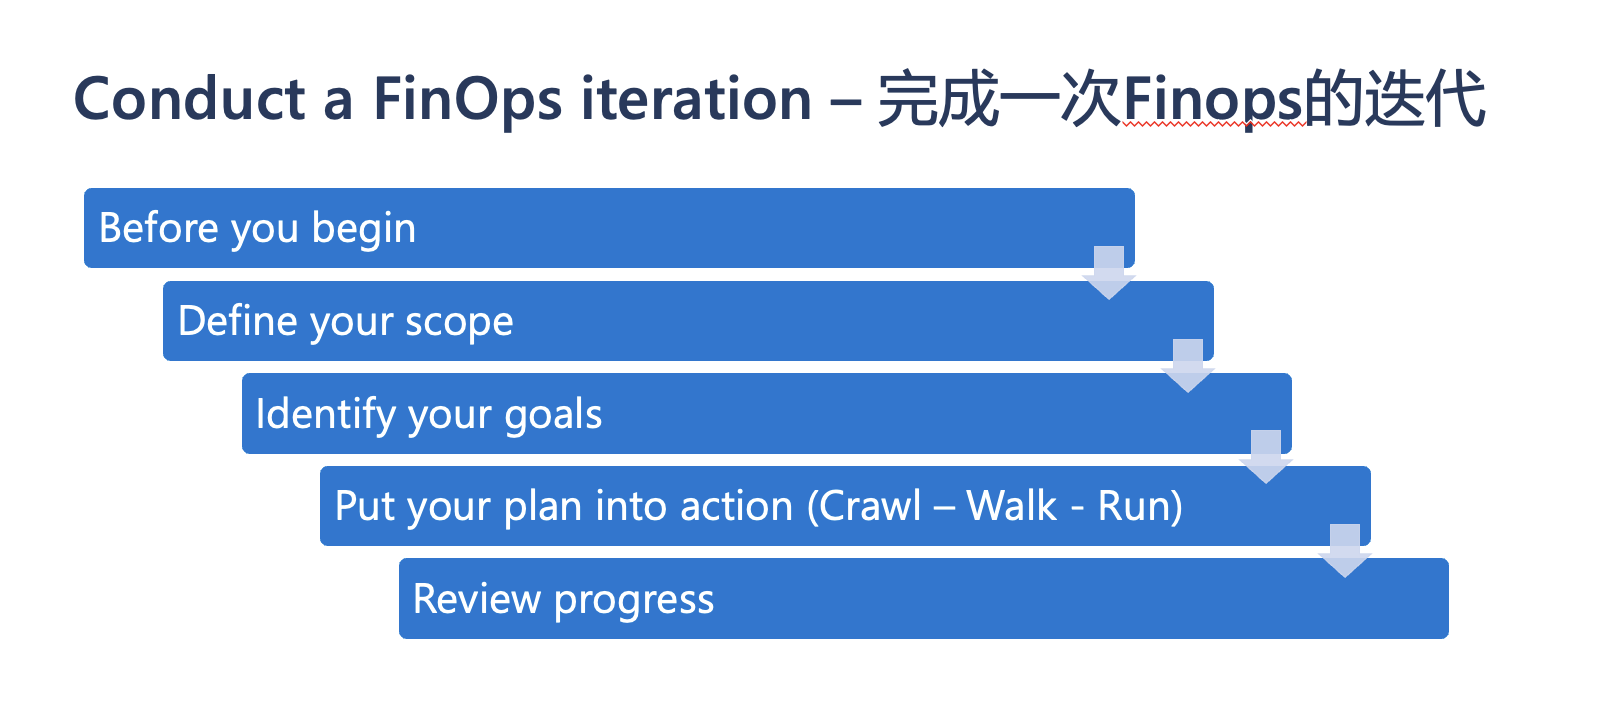 Conduct a FinOps iteration – 完成一次Finops的迭代
Before you begin
Define your scope
Identify your goals
Put your plan into action (Crawl – Walk - Run)
Review progress